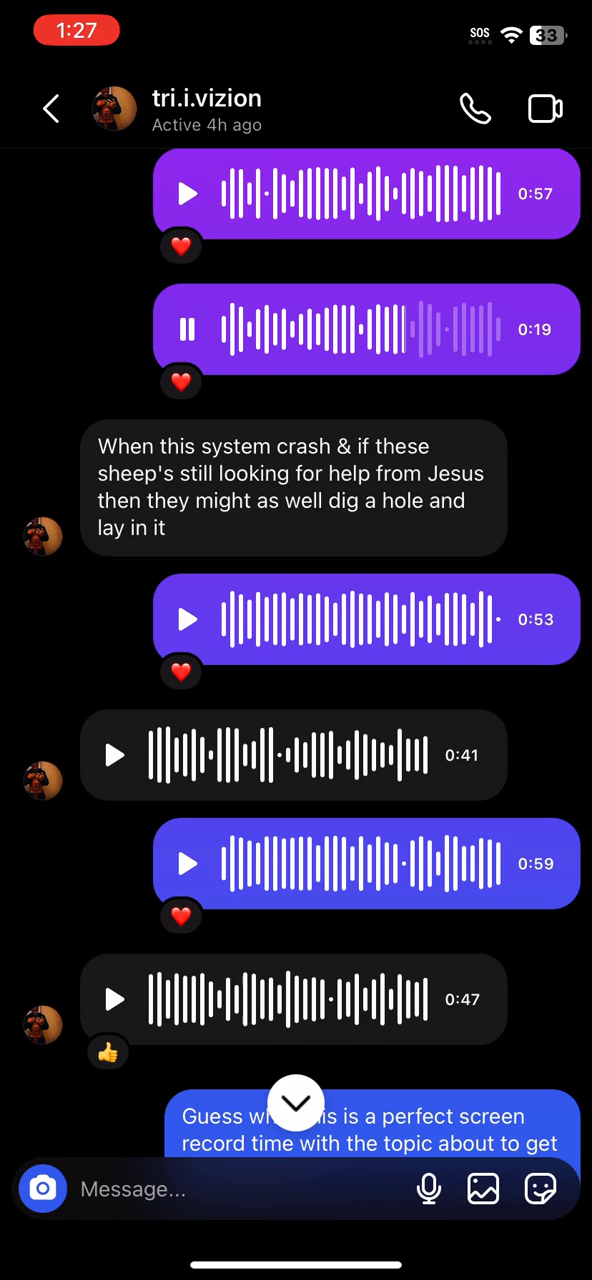 1:27
SOS
33
tri.i.vizion
Active 4h ago
0:57
0:19
When this system crash & if these
sheep's still looking for help from Jesus
then they might as well dig a hole and
lay in it
0:53
0:41
0:59
0:47
Guess is a perfect screen
record time with the topic about to get
Message...